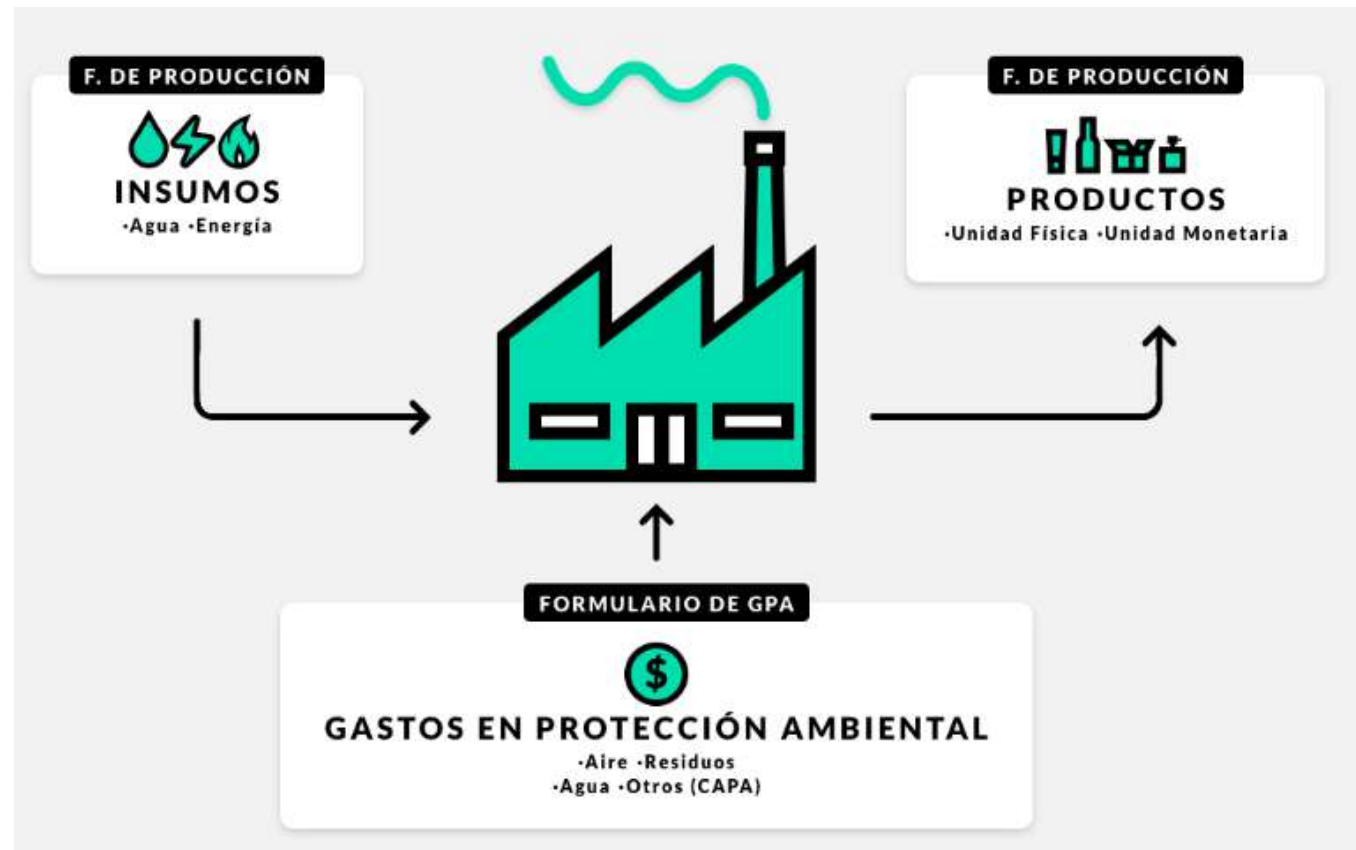 F. DE PRODUCCIÓN
INSUMOS
·Agua ·Energía
F. DE PRODUCCIÓN
PRODUCTOS
·Unidad Física ·Unidad Monetaria
FORMULARIO DE GPA
$
GASTOS EN PROTECCIÓN AMBIENTAL
·Aire ·Residuos
·Agua ·Otros (CAPA)